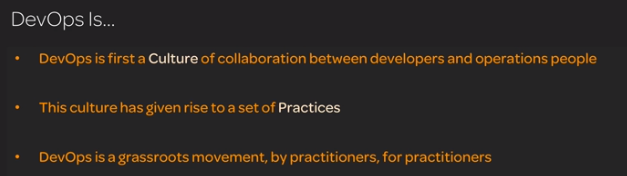 DevOps Is...
• DevOps is first a Culture of collaboration between developers and operations people
• This culture has given rise to a set of Practices
• DevOps is a grassroots movement, by practitioners, for practitioners